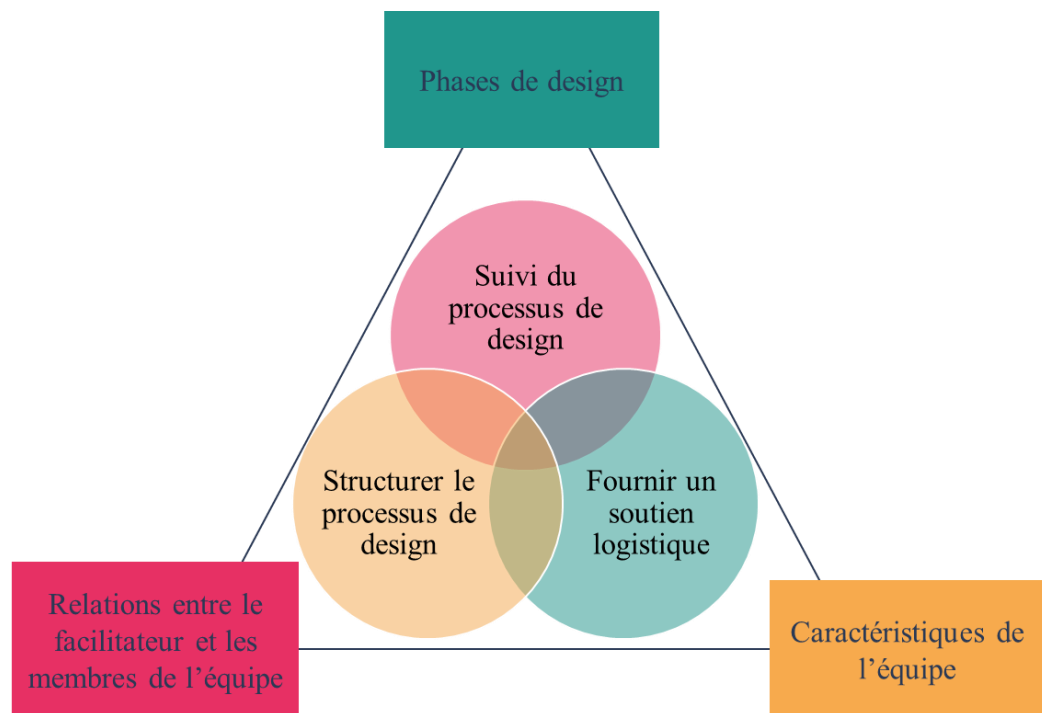 Phases de design
Suivi du
processus de
design
Structurer le
processus de
design
Fournir un
soutien
logistique
Relations entre le
facilitateur et les
membres de l’équipe
Caractéristiques de
l’équipe